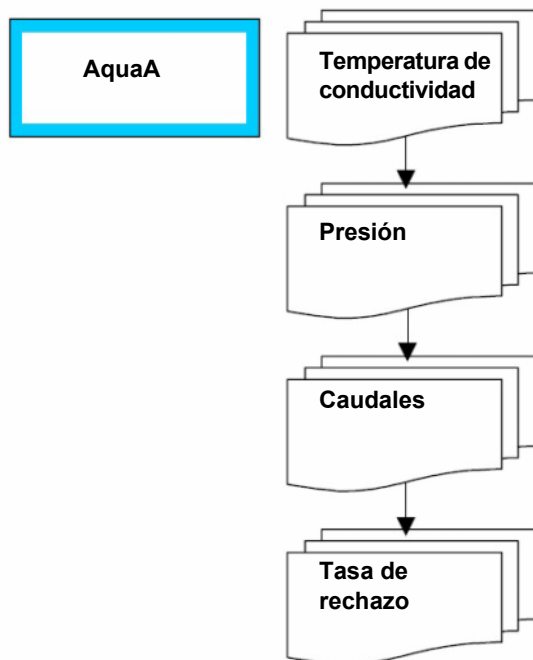 AquaA
Temperatura de
conductividad
Presión
Caudales
Tasa de
rechazo